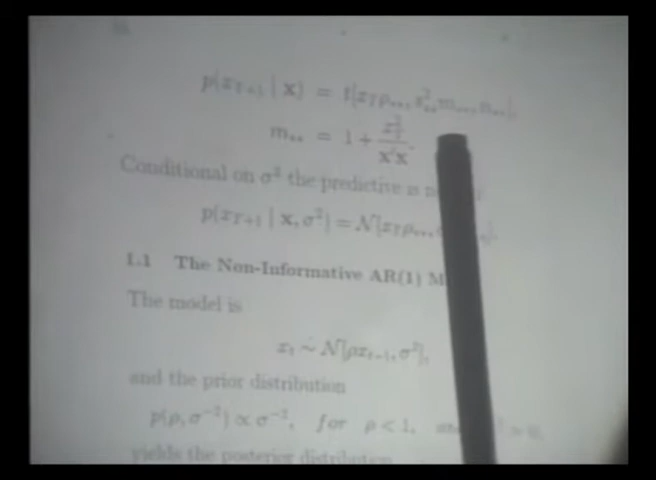 p(x_{T+1} | x) = t[x_T ρ_{**}, s²_{**} m_{**}, n_{**}],
m_{**} = 1 + x²_T / x'x.
Conditional on σ² the predictive is
p(x_{T+1} | x, σ²) = N[x_T ρ_{**},
1.1 The Non-Informative AR(1)
The model is
x_t ~ N[ρx_{t-1}, σ²],
and the prior distribution
p(ρ, σ⁻²) ∝ σ⁻², for ρ < 1,
yields the posterior distribution